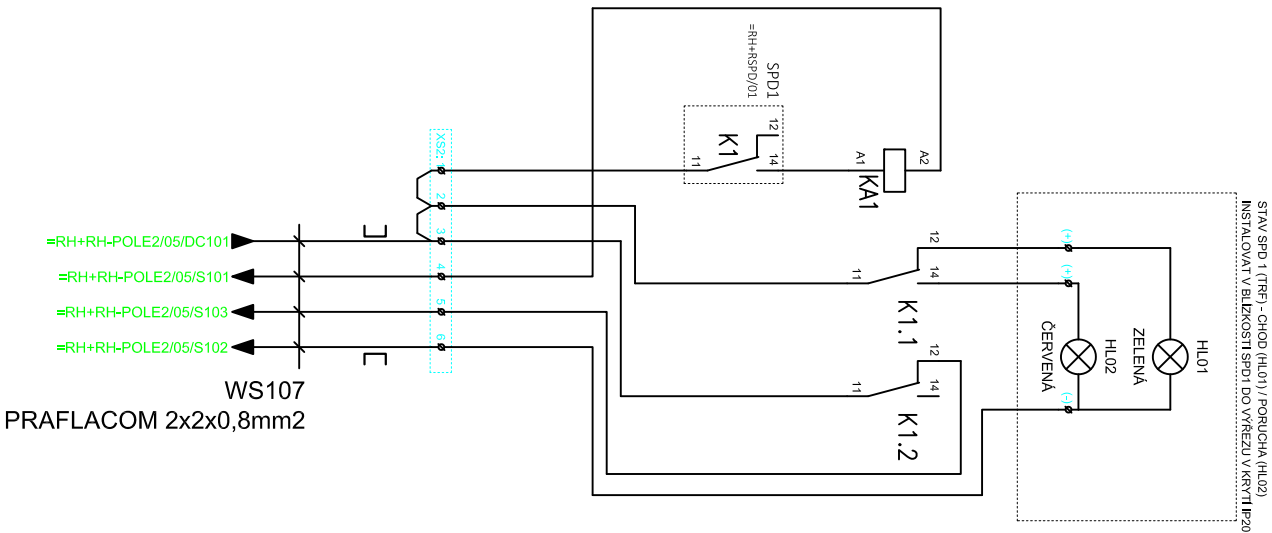 =RH+RSPD/01
SPD1
12
14
11
K1
A1
A2
KA1
XS2: 1
2
3
4
5
6
=RH+RH-POLE2/05/DC101
=RH+RH-POLE2/05/S101
=RH+RH-POLE2/05/S103
=RH+RH-POLE2/05/S102
WS107
PRAFLACOM 2x2x0,8mm2
12
14
11
K1.1
12
14
11
K1.2
(+)
(+)
(-)
HL01
ZELENÁ
HL02
ČERVENÁ
STAV SPD 1 (TRF) - CHOD (HL01) / PORUCHA (HL02)
INSTALOVAT V BLÍZKOSTI SPD1 DO VÝŘEZU V KRYTÍ IP20